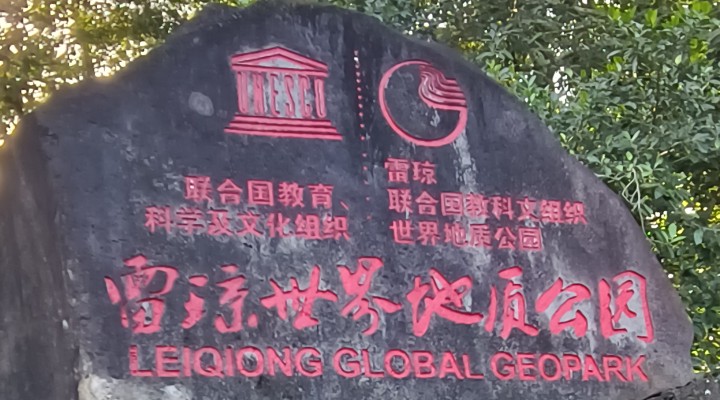 UNESCO
联合国教育、
科学及文化组织
雷琼
联合国教科文组织
世界地质公园
雷琼世界地质公园
LEIQIONG GLOBAL GEOPARK